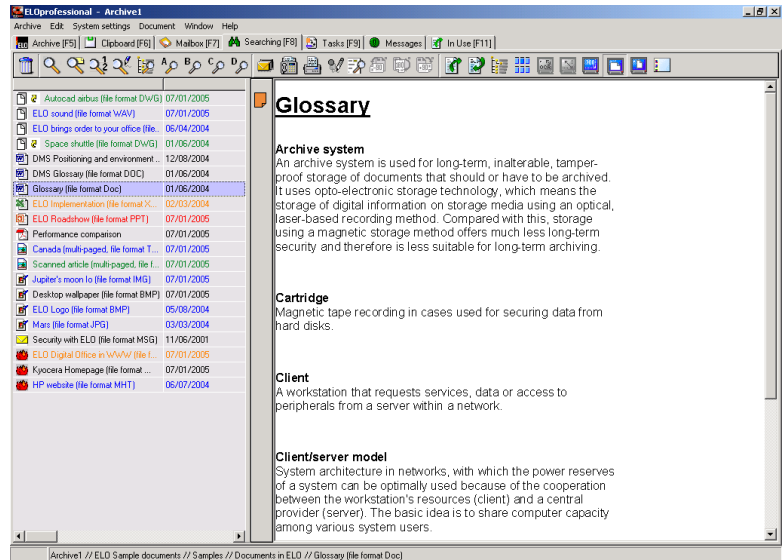 ELOprofessional - Archive1
Archive Edit System settings Document Window Help
Archive [F5] Clipboard [F6] Mailbox [F7] Searching [F8] Tasks [F9] Messages In Use [F11]
Autocad airbus (file format DWG) 07/01/2005
ELO sound (file format WAV) 07/01/2005
ELO brings order to your office (file.. 06/04/2004
Space shuttle (file format DWG) 01/06/2004
DMS Positioning and environment .. 12/08/2004
DMS Glossary (file format DOC) 01/06/2004
Glossary (file format Doc) 01/06/2004
ELO Implementation (file format X... 02/03/2004
ELO Roadshow (file format PPT) 07/01/2005
Performance comparison 07/01/2005
Canada (multi-paged, file format T... 07/01/2005
Scanned article (multi-paged, file f... 07/01/2005
Jupiter's moon Io (file format IMG) 07/01/2005
Desktop wallpaper (file format BMP) 07/01/2005
ELO Logo (file format BMP) 05/08/2004
Mars (file format JPG) 03/03/2004
Security with ELO (file format MSG) 11/06/2001
ELO Digital Office in WWW (file f... 07/01/2005
Kyocera Homepage (file format ... 07/01/2005
HP website (file format MHT) 06/07/2004
Glossary
Archive system
An archive system is used for long-term, inalterable, tamper-
proof storage of documents that should or have to be archived.
It uses opto-electronic storage technology, which means the
storage of digital information on storage media using an optical,
laser-based recording method. Compared with this, storage
using a magnetic storage method offers much less long-term
security and therefore is less suitable for long-term archiving.
Cartridge
Magnetic tape recording in cases used for securing data from
hard disks.
Client
A workstation that requests services, data or access to
peripherals from a server within a network.
Client/server model
System architecture in networks, with which the power reserves
of a system can be optimally used because of the cooperation
between the workstation's resources (client) and a central
provider (server). The basic idea is to share computer capacity
among various system users.
Archive1 // ELO Sample documents // Samples // Documents in ELO // Glossary (file format Doc)